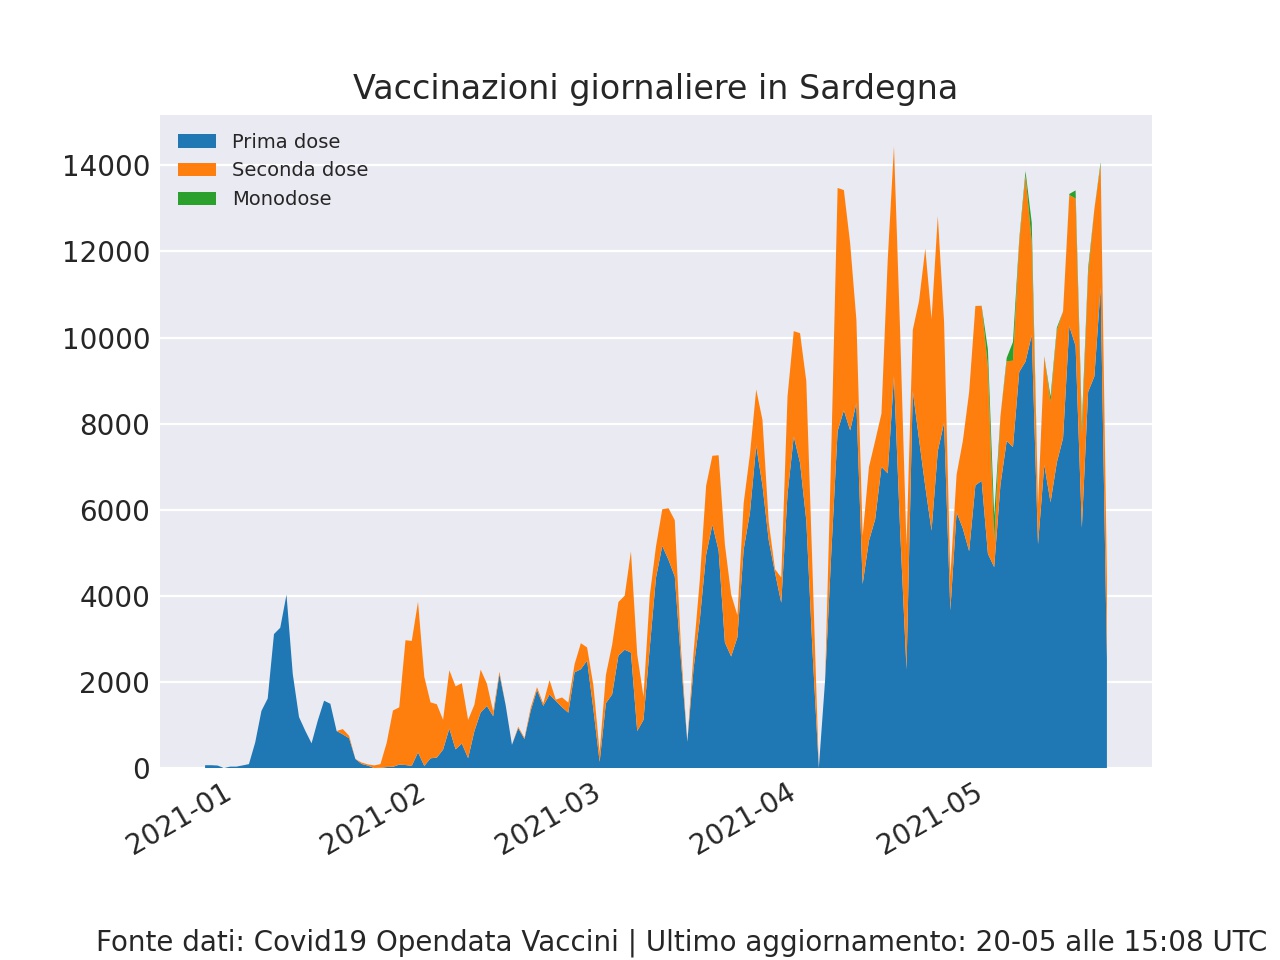 Vaccinazioni giornaliere in Sardegna
Prima dose
Seconda dose
Monodose
14000
12000
10000
8000
6000
4000
2000
0
2021-01
2021-02
2021-03
2021-04
2021-05
Fonte dati: Covid19 Opendata Vaccini | Ultimo aggiornamento: 20-05 alle 15:08 UTC